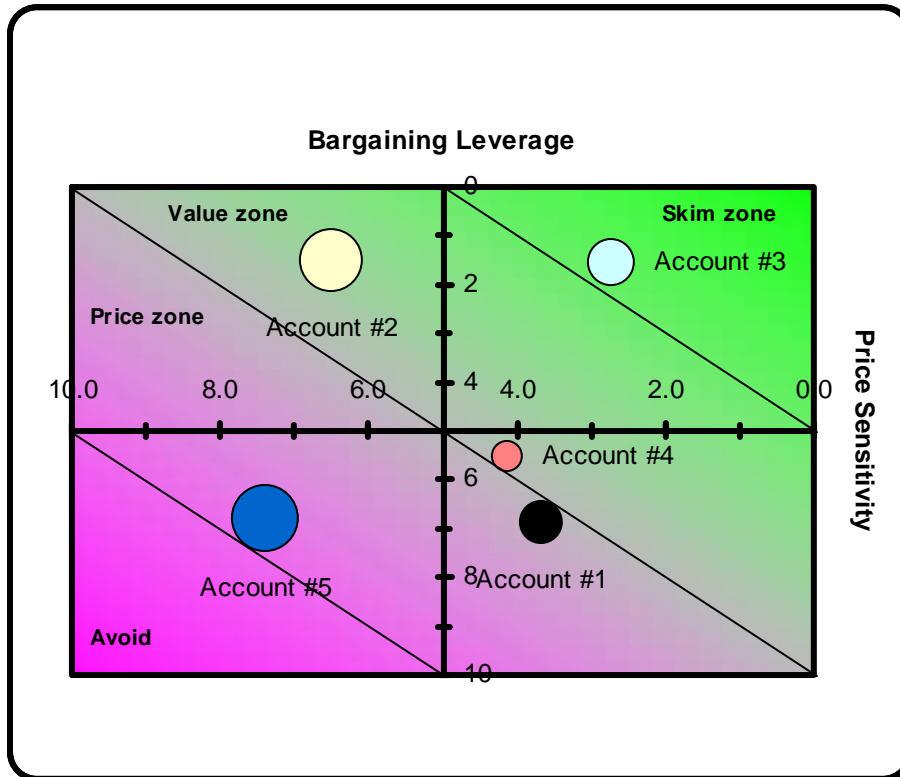 Bargaining Leverage
0
Value zone
Skim zone
Account #3
2
Price zone
Account #2
4
10.0 8.0 6.0 4.0 2.0 0.0
Price Sensitivity
Account #4
6
8
Account #1
Account #5
Avoid
10